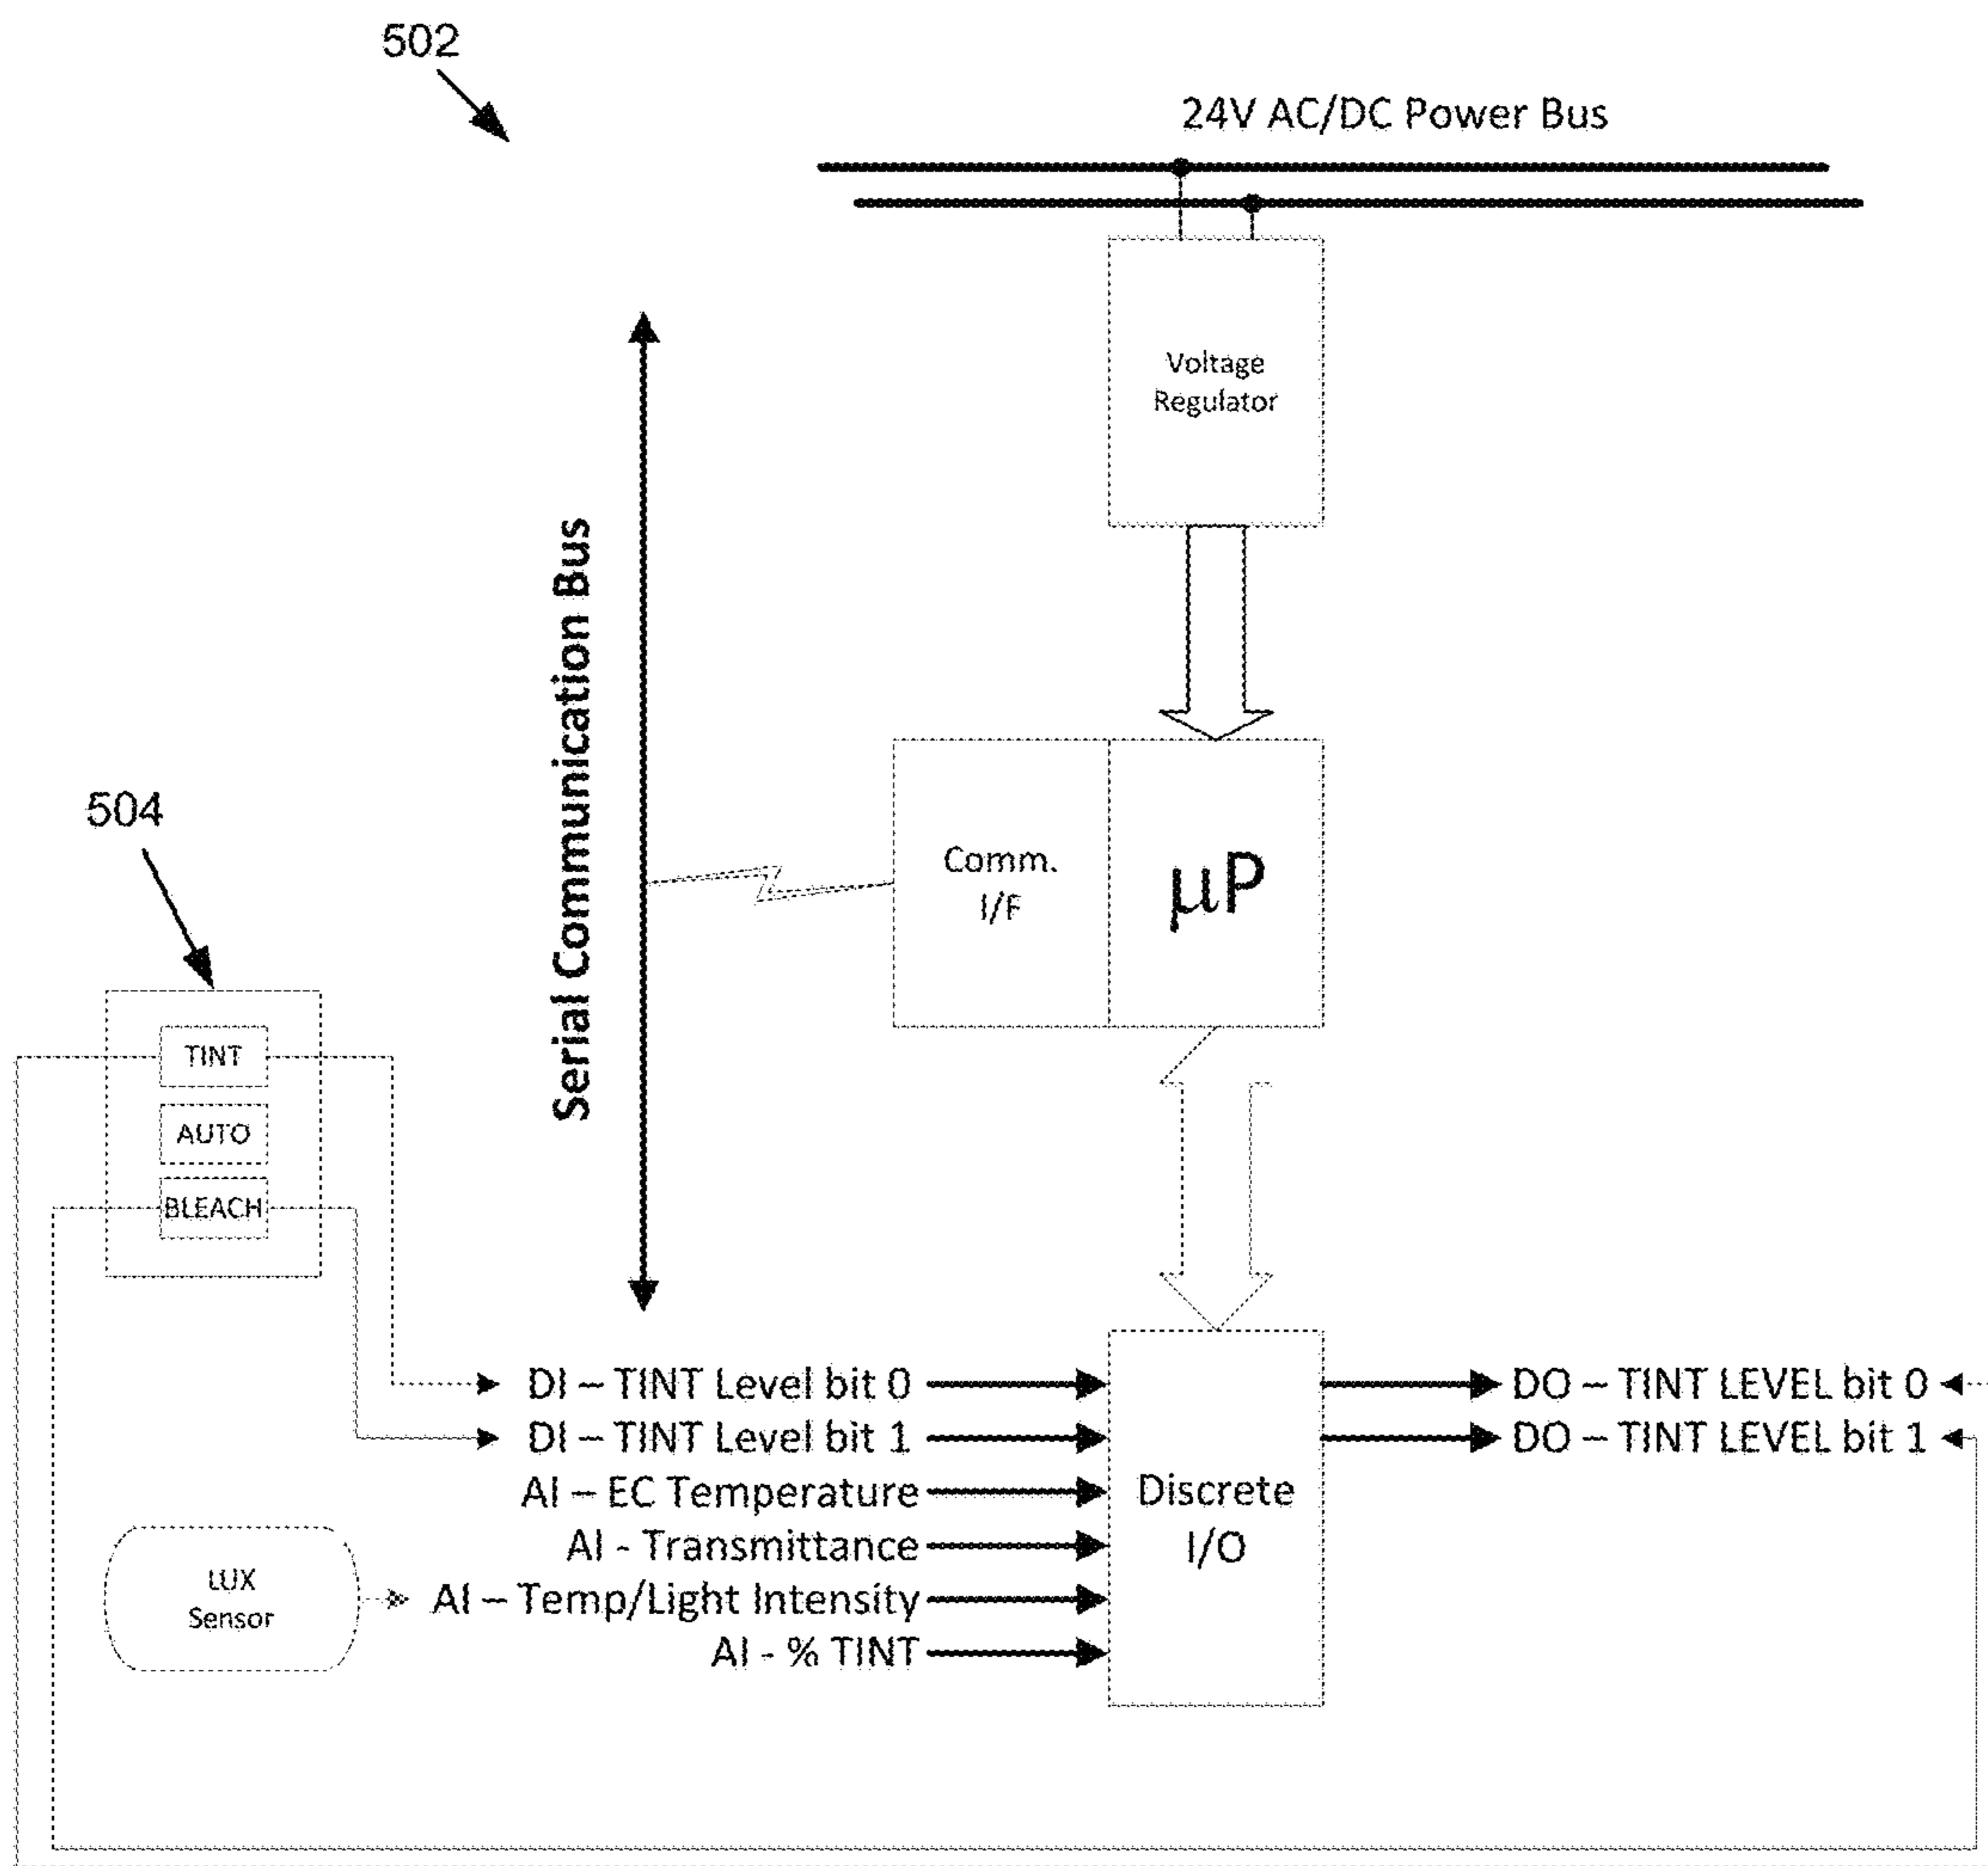 502
24V AC/DC Power Bus
Voltage
Regulator
Serial Communication Bus
504
Comm.
I/F
µP
TINT
AUTO
BLEACH
DI – TINT Level bit 0
DO – TINT LEVEL bit 0
DI – TINT Level bit 1
DO – TINT LEVEL bit 1
AI – EC Temperature
Discrete
I/O
AI - Transmittance
LUX
Sensor
AI – Temp/Light Intensity
AI - % TINT